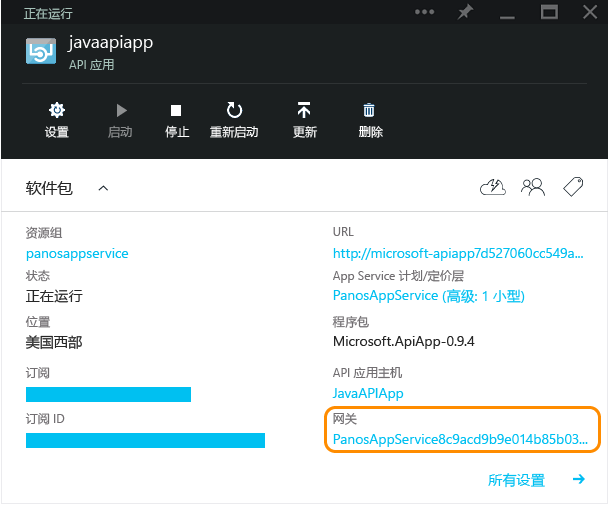 正在运行
javaapiapp
API 应用
设置
启动
停止
重新启动
更新
删除
软件包
资源组
panosappservice
状态
正在运行
位置
美国西部
订阅
订阅 ID
URL
http://microsoft-apiapp7d527060cc549a...
App Service 计划/定价层
PanosAppService (高级: 1 小型)
程序包
Microsoft.ApiApp-0.9.4
API 应用主机
JavaAPIApp
网关
PanosAppService8c9acd9b9e014b85b03...
所有设置